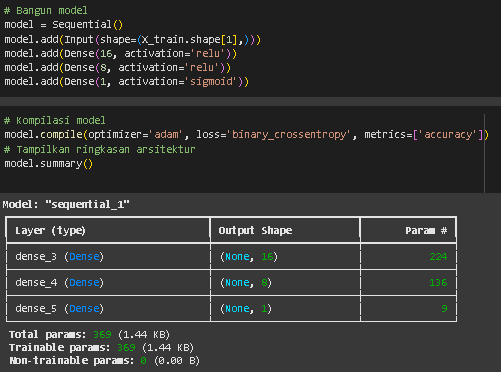 # Bangun model
model = Sequential()
model.add(Input(shape=(X_train.shape[1],)))
model.add(Dense(16, activation='relu'))
model.add(Dense(8, activation='relu'))
model.add(Dense(1, activation='sigmoid'))
# Kompilasi model
model.compile(optimizer='adam', loss='binary_crossentropy', metrics=['accuracy'])
# Tampilkan ringkasan arsitektur
model.summary()
Model: "sequential_1"
Layer (type) Output Shape Param #
dense_3 (Dense) (None, 16) 224
dense_4 (Dense) (None, 8) 136
dense_5 (Dense) (None, 1) 9
Total params: 369 (1.44 KB)
Trainable params: 369 (1.44 KB)
Non-trainable params: 0 (0.00 B)